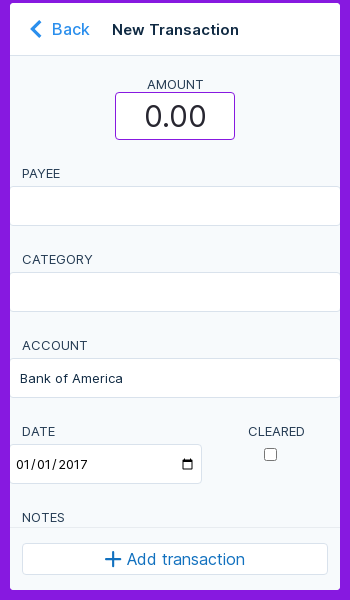 Back New Transaction
AMOUNT
0.00
PAYEE
CATEGORY
ACCOUNT
Bank of America
DATE CLEARED
01/01/2017
NOTES
Add transaction